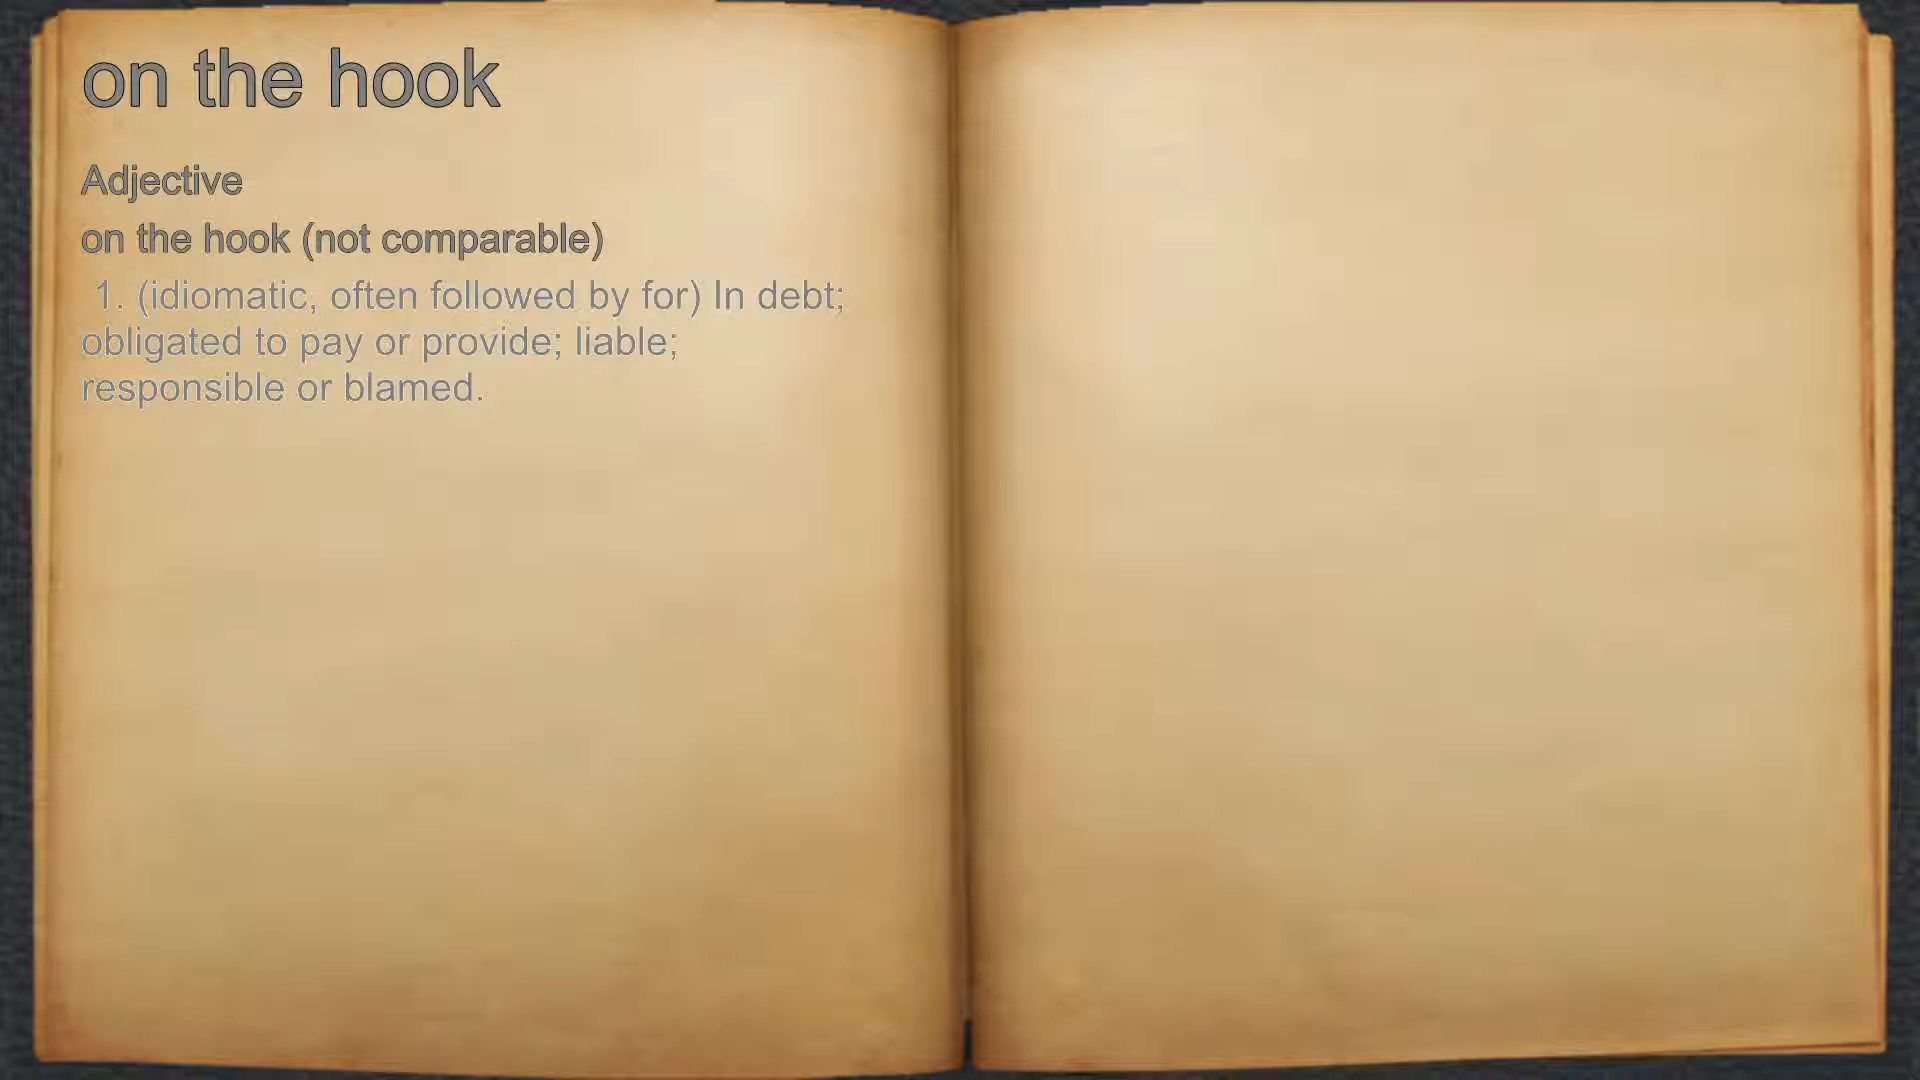 on the hook
Adjective
on the hook (not comparable)
1. (idiomatic, often followed by for) In debt;
obligated to pay or provide; liable;
responsible or blamed.